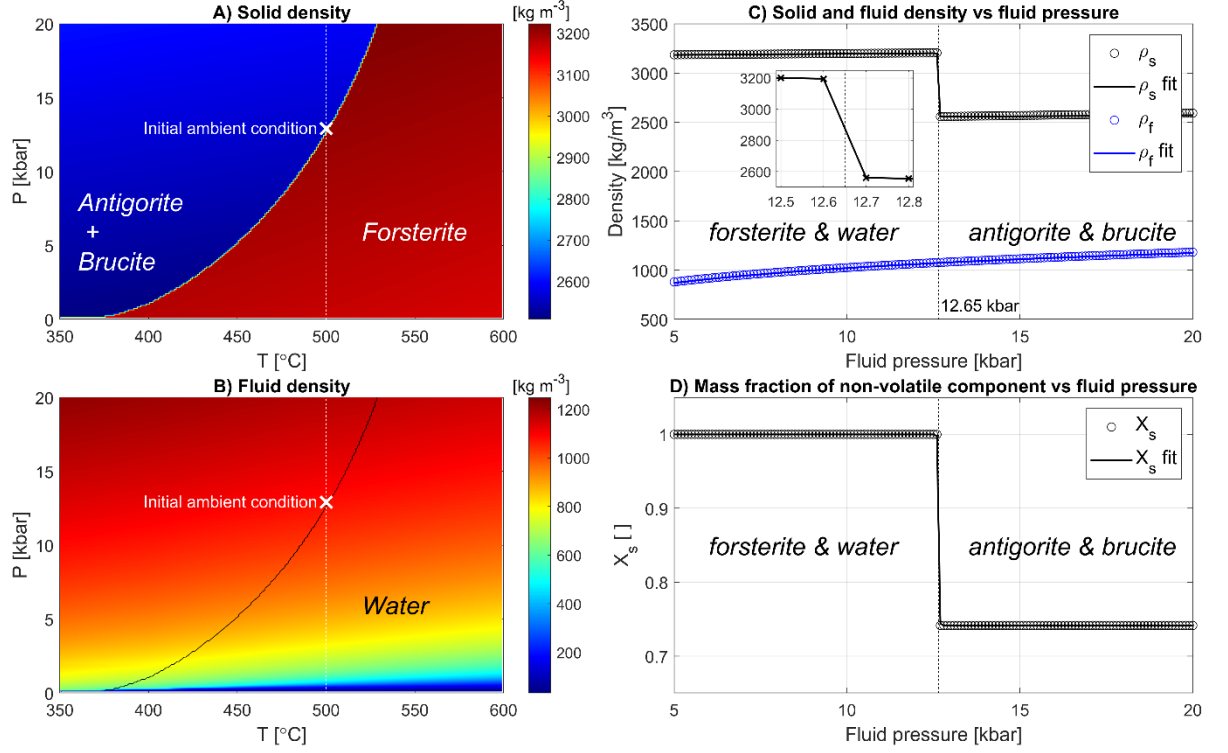 A) Solid density
[kg m-3]
20
15
10
5
0
P [kbar]
Initial ambient condition
Antigorite
+
Brucite
Forsterite
350 400 450 500 550 600
T [°C]
3200
3100
3000
2900
2800
2700
2600
C) Solid and fluid density vs fluid pressure
3500
3000
2500
2000
1500
1000
500
Density [kg/m3]
3200
3000
2800
2600
12.5 12.6 12.7 12.8
ρs
ρs fit
ρf
ρf fit
forsterite & water
antigorite & brucite
12.65 kbar
5 10 15 20
Fluid pressure [kbar]
B) Fluid density
[kg m-3]
20
15
10
5
0
P [kbar]
Initial ambient condition
Water
350 400 450 500 550 600
T [°C]
1200
1000
800
600
400
200
D) Mass fraction of non-volatile component vs fluid pressure
1
0.9
0.8
0.7
Xs [ ]
Xs
Xs fit
forsterite & water
antigorite & brucite
5 10 15 20
Fluid pressure [kbar]